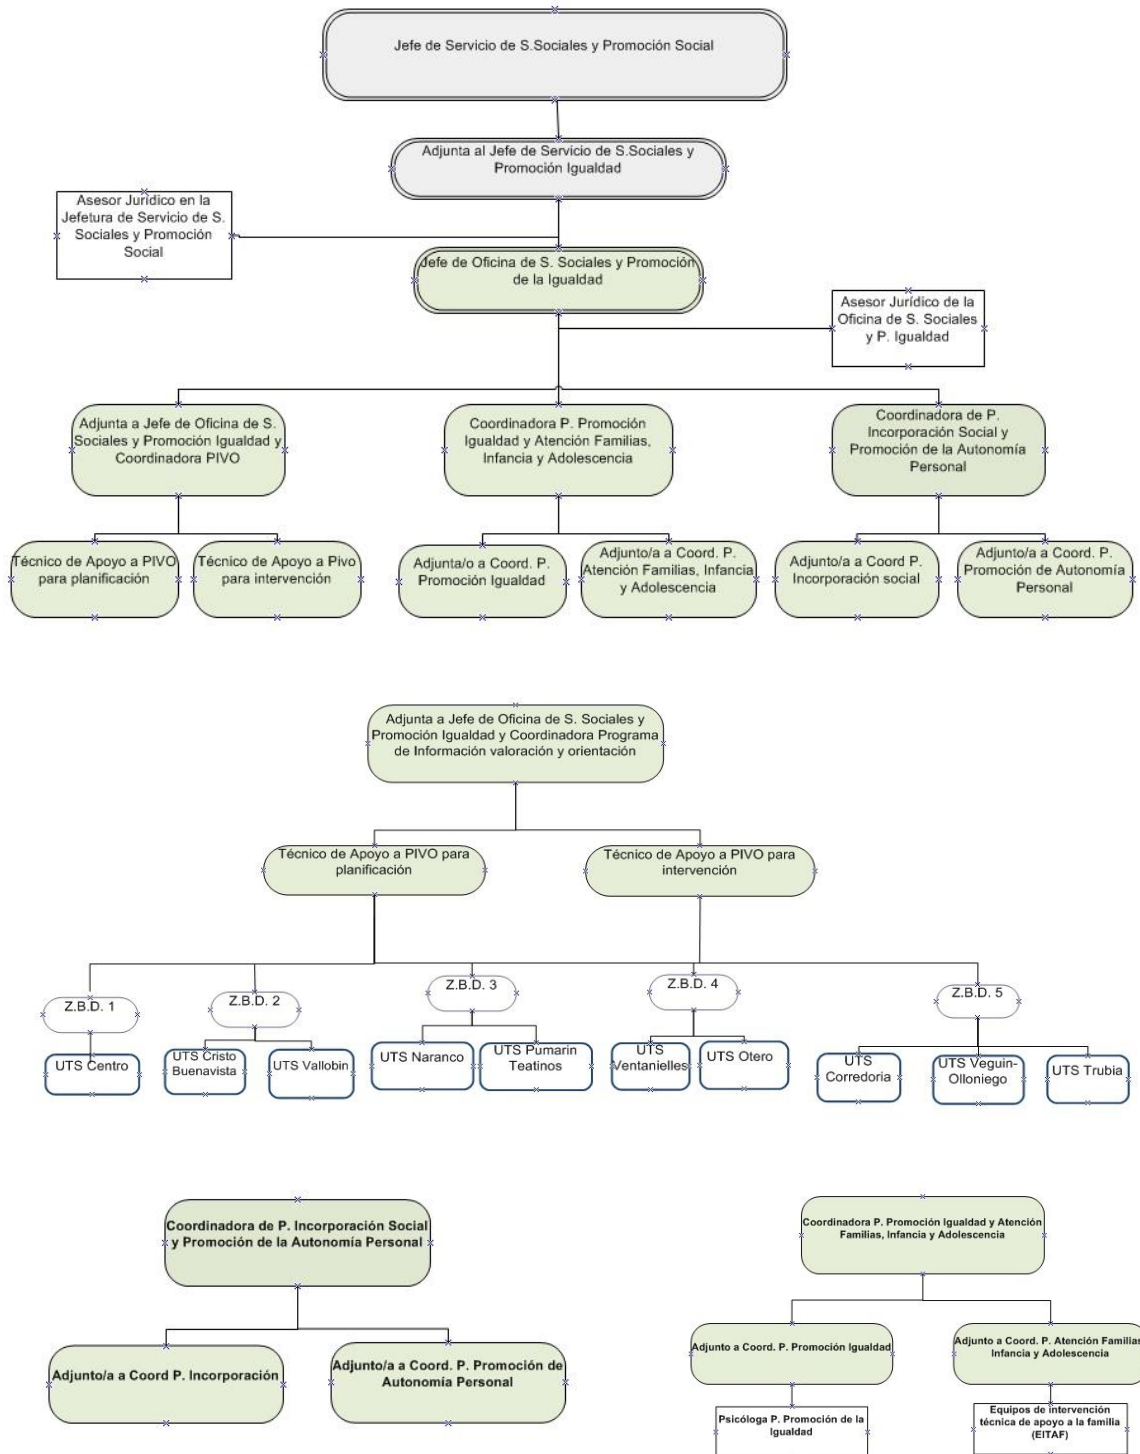 Jefe de Servicio de S.Sociales y Promoción Social
Adjunta al Jefe de Servicio de S.Sociales y
Promoción Igualdad
Asesor Jurídico en la
Jefetura de Servicio de S.
Sociales y Promoción
Social
Jefe de Oficina de S. Sociales y Promoción
de la Igualdad
Asesor Jurídico de la
Oficina de S. Sociales
y P. Igualdad
Adjunta a Jefe de Oficina de S.
Sociales y Promoción Igualdad y
Coordinadora PIVO
Coordinadora P. Promoción
Igualdad y Atención Familias,
Infancia y Adolescencia
Coordinadora de P.
Incorporación Social y
Promoción de la Autonomía
Personal
Técnico de Apoyo a PIVO
para planificación
Técnico de Apoyo a Pivo
para intervención
Adjunta/o a Coord. P.
Promoción Igualdad
Adjunto/a a Coord. P.
Atención Familias, Infancia
y Adolescencia
Adjunto/a a Coord P.
Incorporación social
Adjunto/a a Coord. P.
Promoción de Autonomía
Personal
Adjunta a Jefe de Oficina de S. Sociales y
Promoción Igualdad y Coordinadora Programa
de Información valoración y orientación
Técnico de Apoyo a PIVO para
planificación
Técnico de Apoyo a PIVO para
intervención
Z.B.D. 1
Z.B.D. 2
Z.B.D. 3
Z.B.D. 4
Z.B.D. 5
UTS Centro
UTS Cristo
Buenavista
UTS Vallobin
UTS Naranco
UTS Pumarin
Teatinos
UTS
Ventanielles
UTS Otero
UTS
Corredoria
UTS Veguin-
Olloniego
UTS Trubia
Coordinadora de P. Incorporación Social
y Promoción de la Autonomía Personal
Adjunto/a a Coord P. Incorporación
Adjunto/a a Coord. P. Promoción de
Autonomía Personal
Coordinadora P. Promoción Igualdad y Atención
Familias, Infancia y Adolescencia
Adjunto a Coord. P. Promoción Igualdad
Adjunto a Coord. P. Atención Familias
Infancia y Adolescencia
Psicóloga P. Promoción de la
Igualdad
Equipos de intervención
técnica de apoyo a la familia
(EITAF)